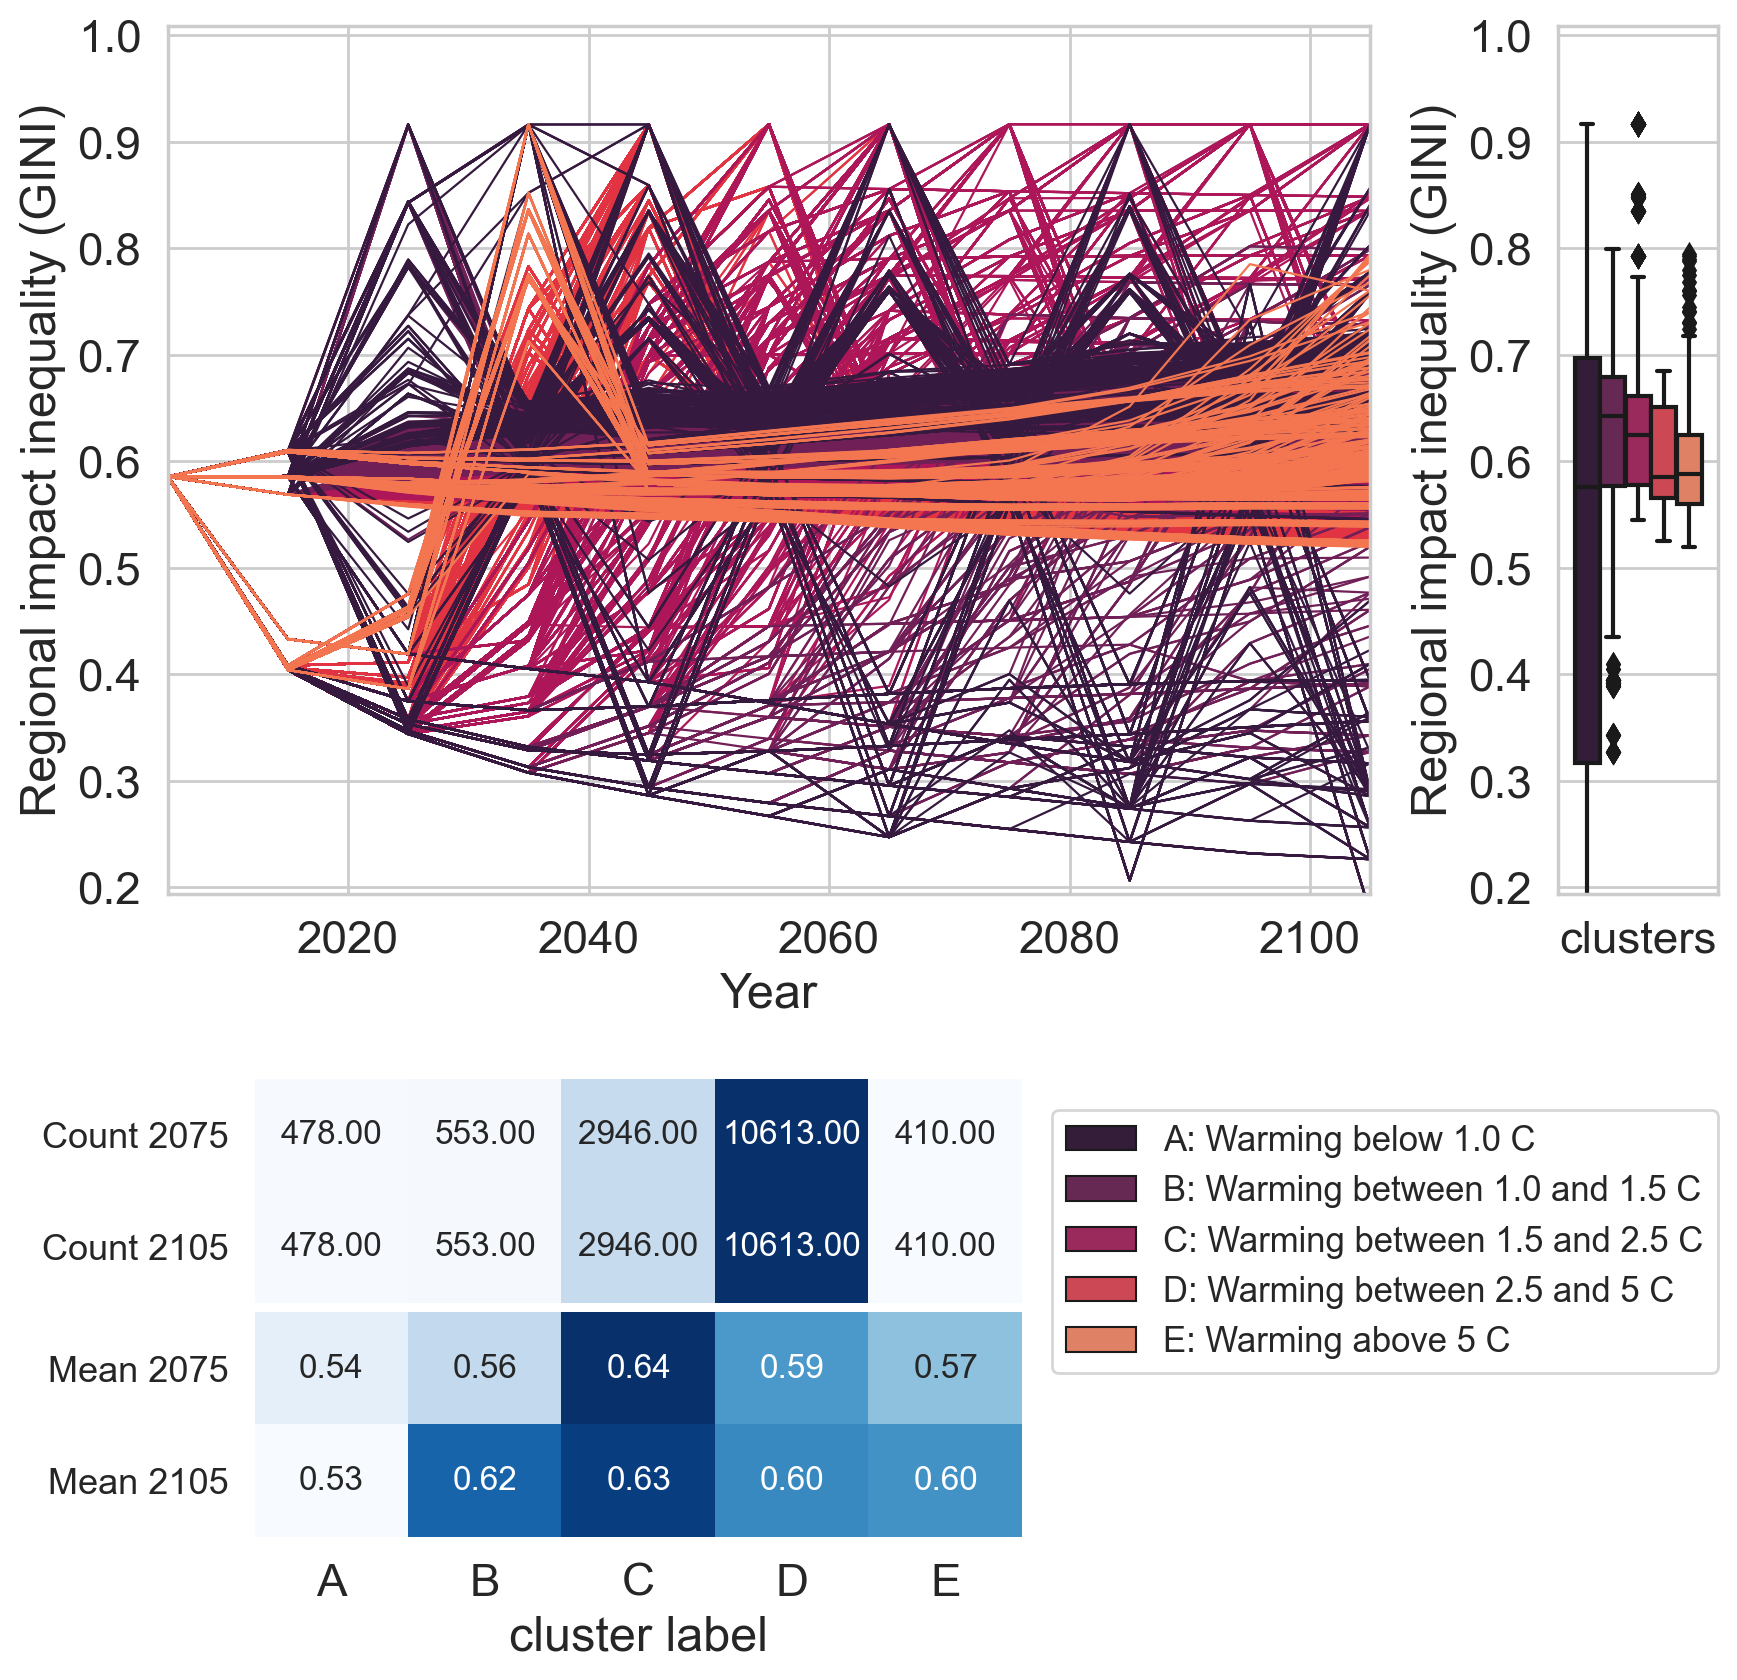 Regional impact inequality (GINI)
1.0
0.9
0.8
0.7
0.6
0.5
0.4
0.3
0.2
2020 2040 2060 2080 2100
Year
Regional impact inequality (GINI)
1.0
0.9
0.8
0.7
0.6
0.5
0.4
0.3
0.2
clusters
Count 2075 478.00 553.00 2946.00 10613.00 410.00
Count 2105 478.00 553.00 2946.00 10613.00 410.00
Mean 2075 0.54 0.56 0.64 0.59 0.57
Mean 2105 0.53 0.62 0.63 0.60 0.60
A B C D E
cluster label
A: Warming below 1.0 C
B: Warming between 1.0 and 1.5 C
C: Warming between 1.5 and 2.5 C
D: Warming between 2.5 and 5 C
E: Warming above 5 C